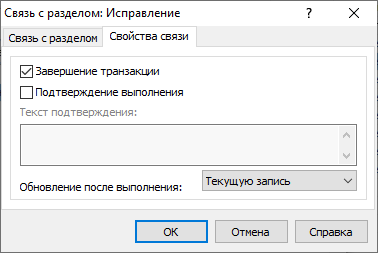 Связь с разделом: Исправление
Связь с разделом Свойства связи
Завершение транзакции
Подтверждение выполнения
Текст подтверждения:
Обновление после выполнения: Текущую запись
ОК Отмена Справка